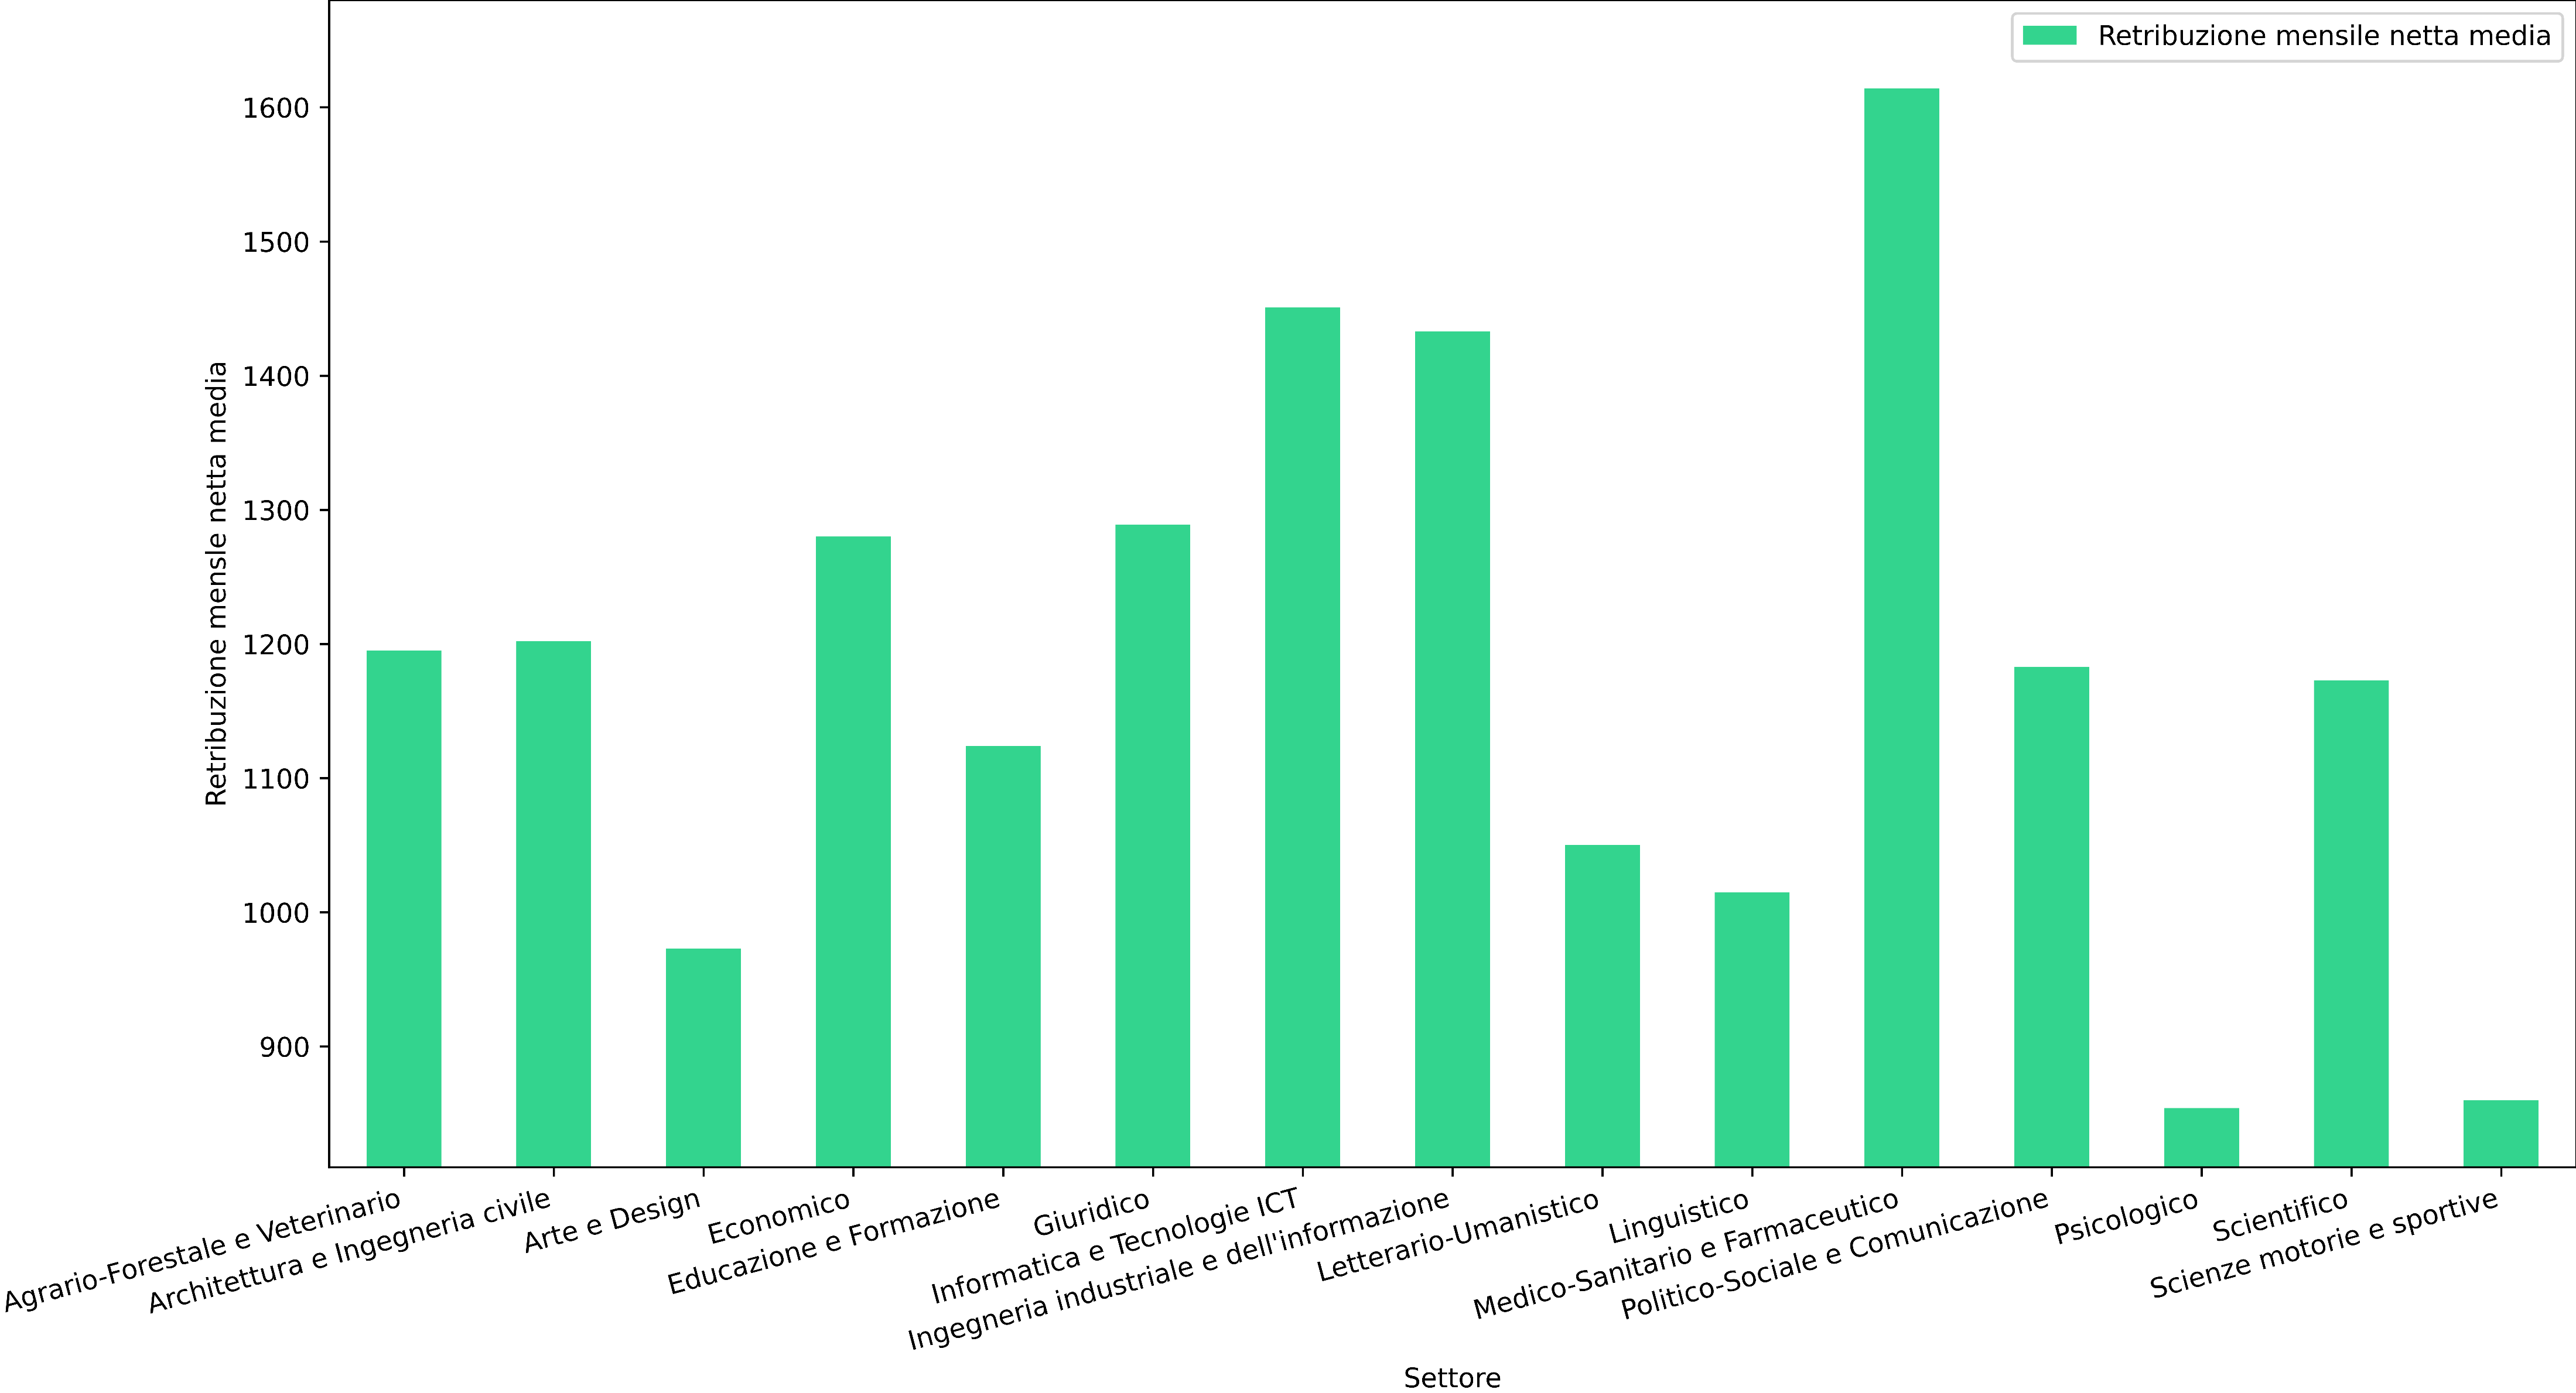 Retribuzione mensile netta media
1600
1500
1400
1300
1200
1100
1000
900
Retribuzione mensle netta media
Agrario-Forestale e Veterinario
Architettura e Ingegneria civile
Arte e Design
Economico
Educazione e Formazione
Giuridico
Informatica e Tecnologie ICT
Ingegneria industriale e dell'informazione
Letterario-Umanistico
Linguistico
Medico-Sanitario e Farmaceutico
Politico-Sociale e Comunicazione
Psicologico
Scientifico
Scienze motorie e sportive
Settore